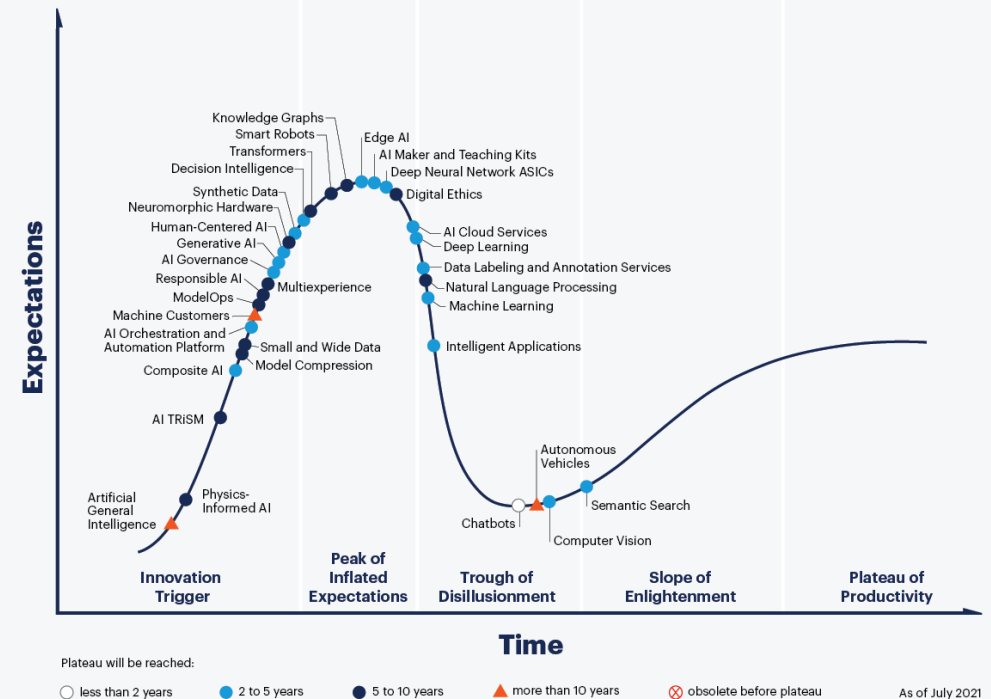 Expectations
Knowledge Graphs
Smart Robots
Transformers
Decision Intelligence
Synthetic Data
Neuromorphic Hardware
Human-Centered AI
Generative AI
AI Governance
Responsible AI
Multiexperience
ModelOps
Machine Customers
AI Orchestration and
Automation Platform
Small and Wide Data
Model Compression
Composite AI
AI TRiSM
Physics-
Informed AI
Artificial
General
Intelligence
Edge AI
AI Maker and Teaching Kits
Deep Neural Network ASICs
Digital Ethics
AI Cloud Services
Deep Learning
Data Labeling and Annotation Services
Natural Language Processing
Machine Learning
Intelligent Applications
Autonomous
Vehicles
Chatbots
Semantic Search
Computer Vision
Innovation
Trigger
Peak of
Inflated
Expectations
Trough of
Disillusionment
Slope of
Enlightenment
Plateau of
Productivity
Time
Plateau will be reached:
less than 2 years
2 to 5 years
5 to 10 years
more than 10 years
obsolete before plateau
As of July 2021